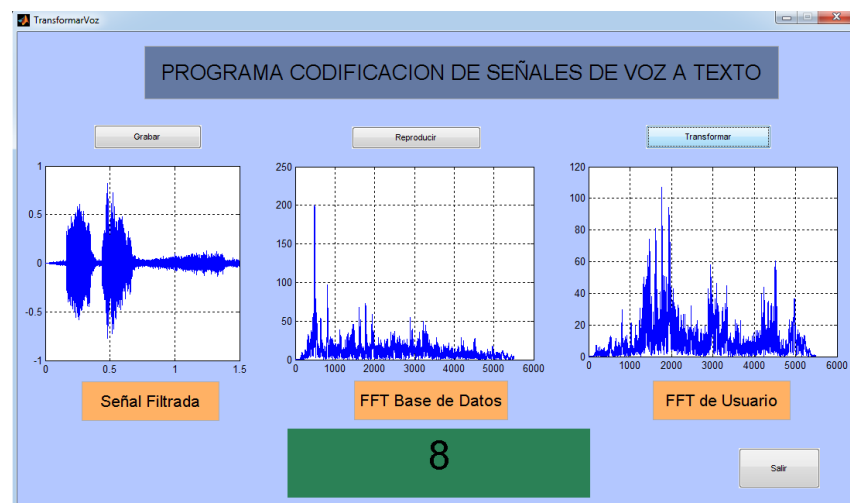 TransformarVoz
PROGRAMA CODIFICACION DE SEÑALES DE VOZ A TEXTO
Grabar
Reproducir
Transformar
1
0.5
0
-0.5
-1
0 0.5 1 1.5
250
200
150
100
50
0
0 1000 2000 3000 4000 5000 6000
120
100
80
60
40
20
0
0 1000 2000 3000 4000 5000 6000
Señal Filtrada
FFT Base de Datos
FFT de Usuario
8
Salir